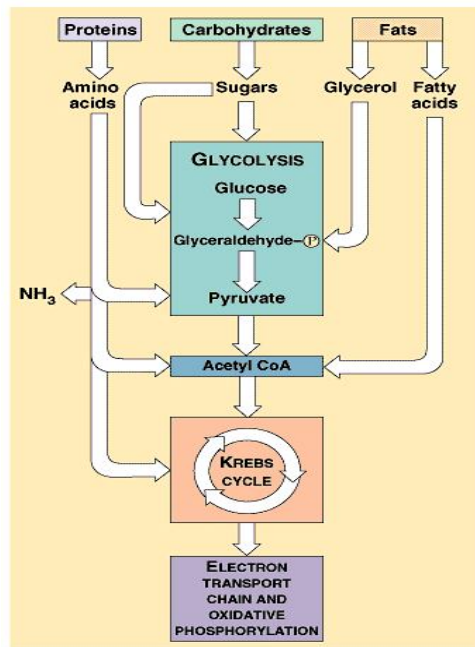 Proteins
Carbohydrates
Fats
Amino
acids
Sugars
Glycerol
Fatty
acids
GLYCOLYSIS
Glucose
Glyceraldehyde–P
NH3
Pyruvate
Acetyl CoA
KREBS
CYCLE
ELECTRON
TRANSPORT
CHAIN AND
OXIDATIVE
PHOSPHORYLATION